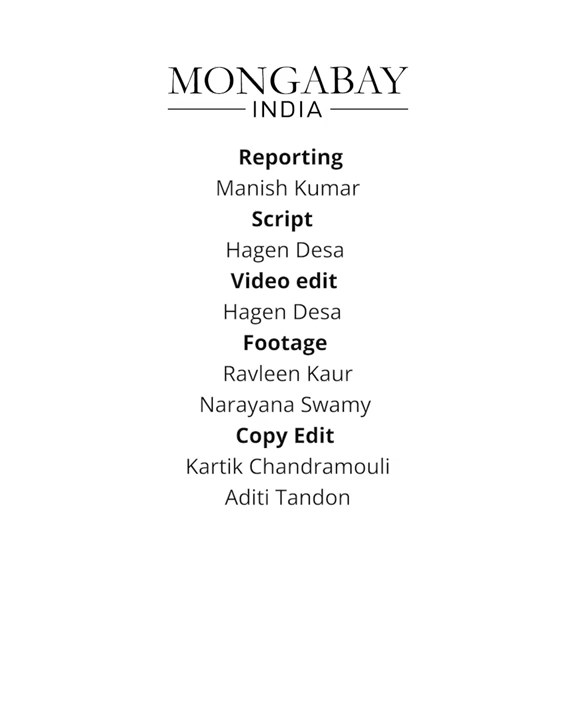 MONGABAY
INDIA
Reporting
Manish Kumar
Script
Hagen Desa
Video edit
Hagen Desa
Footage
Ravleen Kaur
Narayana Swamy
Copy Edit
Kartik Chandramouli
Aditi Tandon